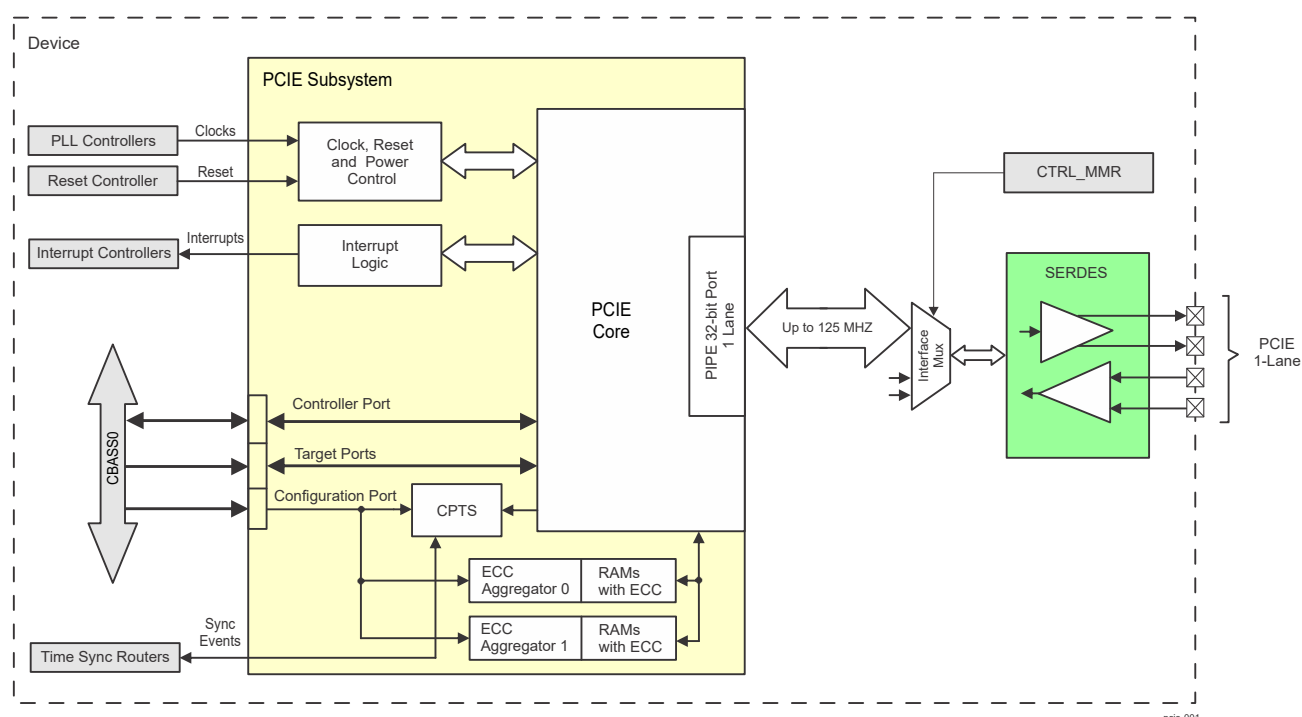 Device
PCIE Subsystem
PLL Controllers
Clocks
Clock, Reset
and Power
Control
Reset Controller
Reset
CTRL_MMR
Interrupt Controllers
Interrupts
Interrupt
Logic
PCIE
Core
PIPE 32-bit Port
1 Lane
Up to 125 MHZ
Interface
Mux
SERDES
PCIE
1-Lane
CBASS0
Controller Port
Target Ports
Configuration Port
CPTS
ECC
Aggregator 0
RAMs
with ECC
ECC
Aggregator 1
RAMs
with ECC
Sync
Events
Time Sync Routers